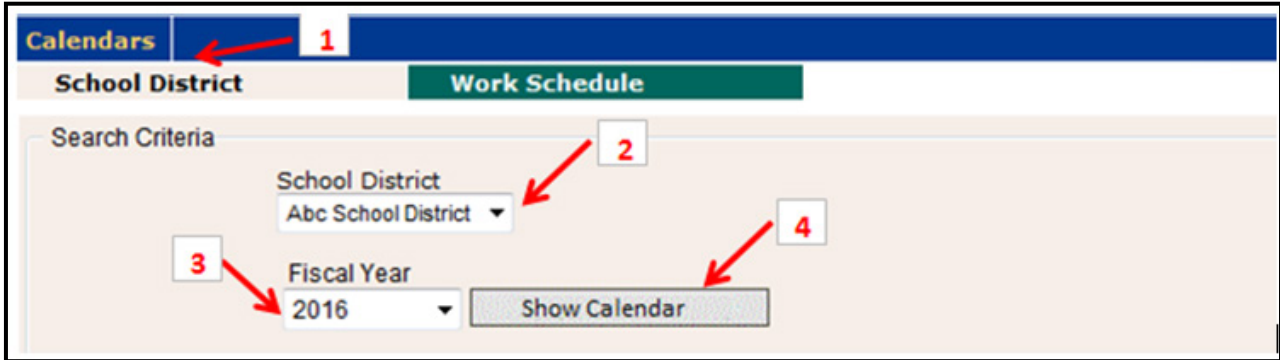 Calendars 1
School District Work Schedule
Search Criteria
2
School District
Abc School District
4
3
Fiscal Year
2016 Show Calendar